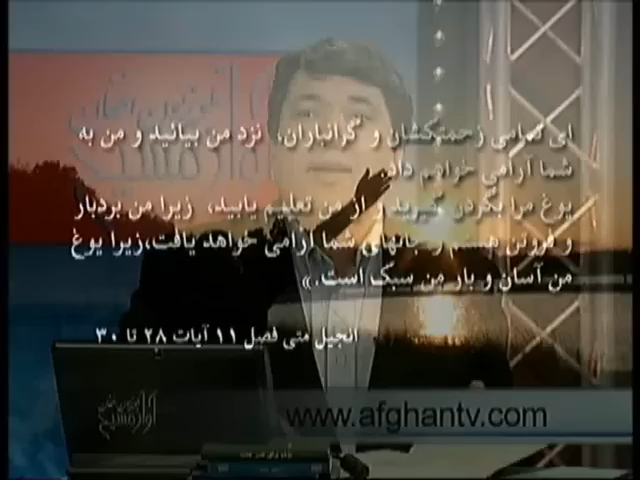 ای تمامی زحمتکشان و گرانباران، نزد من بیائید و من به
شما آرامی خواهم داد.
یوغ مرا بگردن گیرید و از من تعلیم یابید، زیرا من بردبار
و فروتن هستم و جانهای شما آرامی خواهد یافت،زیرا یوغ
من آسان و بار من سبک است.»
انجیل متی فصل ۱۱ آیات ۲۸ تا ۳۰
www.afghantv.com
آواز مسیح